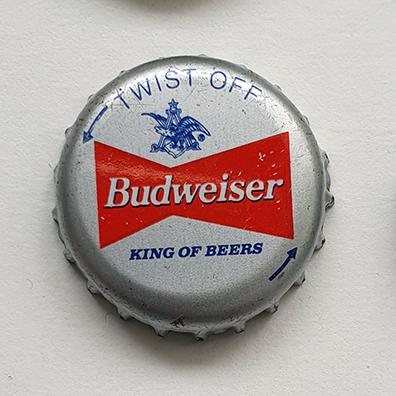 TWIST OFF
Budweiser
KING OF BEERS